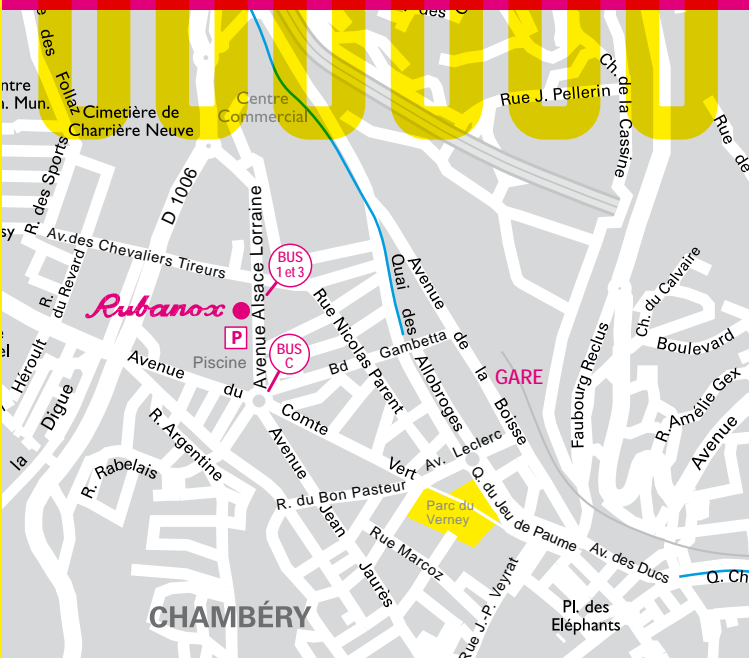 e des Follaz
des
ntre
n. Mun.
Cimetière de
Charrière Neuve
Centre
Commercial
Rue J. Pellerin
Ch. de la Cassine
Rue de
R. des Sports
D 1006
sy
Av.des Chevaliers Tireurs
Avenue Alsace Lorraine
BUS
1 et 3
R.
du Revard
Rubanox
P
Piscine
BUS
C
Quai des Allobroges
Avenue de la Boisse
Rue Nicolas Parent
Bd Gambetta
Ch. du Calvaire
Boulevard
GARE
Faubourg Reclus
R. Amélie Gex
Avenue
el
Héroult
la Digue
Avenue du Comte Vert
R. Argentine
R. Rabelais
Avenue Jean Jaurès
Av. Leclerc
R. du Bon Pasteur
Parc du
Verney
Q. du Jeu de Paume
Rue Marcoz
Av. des Ducs
Q. Ch
Rue J.-P. Veyrat
Pl. des
Eléphants
CHAMBÉRY